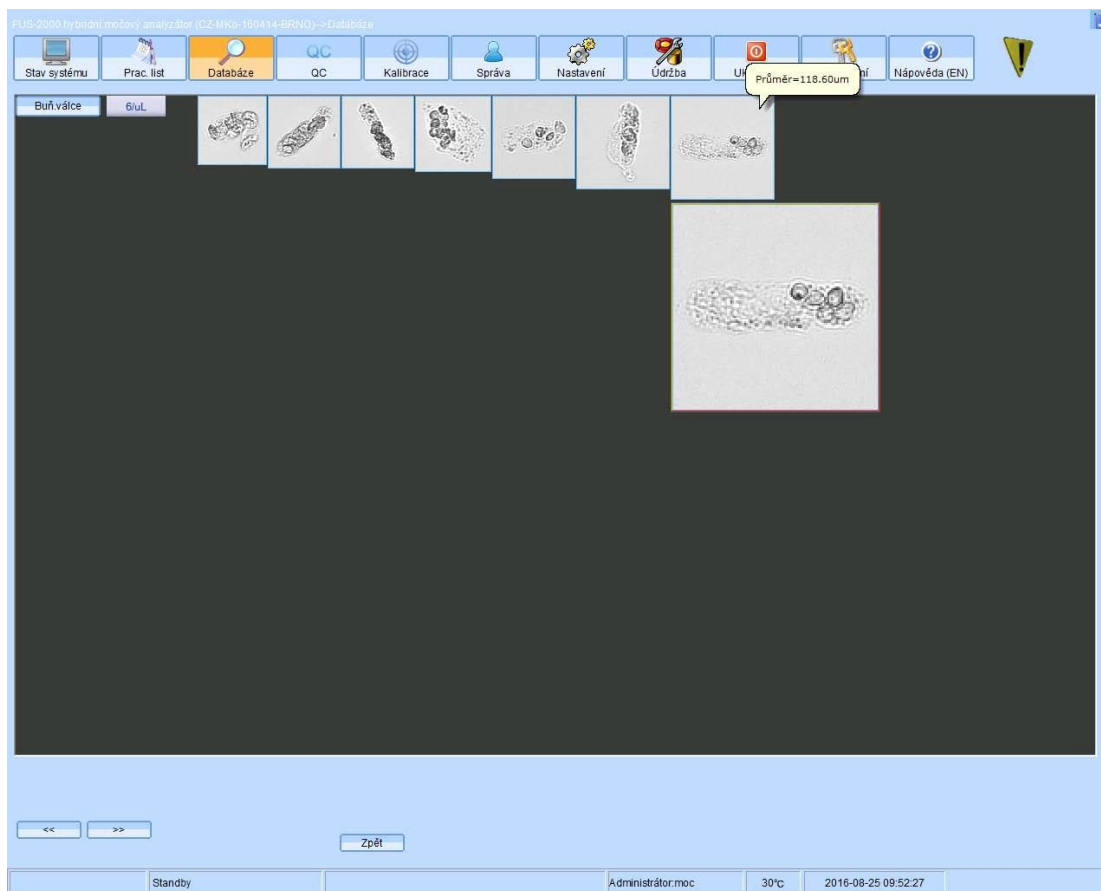 FUS-2000 hybridní močový analyzátor (CZ-MKo-160414-BRNO)-->Databáze
Stav systému
Prac. list
Databáze
QC
QC
Kalibrace
Správa
Nastavení
Údržba
Nápověda (EN)
Průměr=118.60um
Buň.válce
6/uL
<<
>>
Zpět
Standby
Administrátor:moc
30°C
2016-08-25 09:52:27